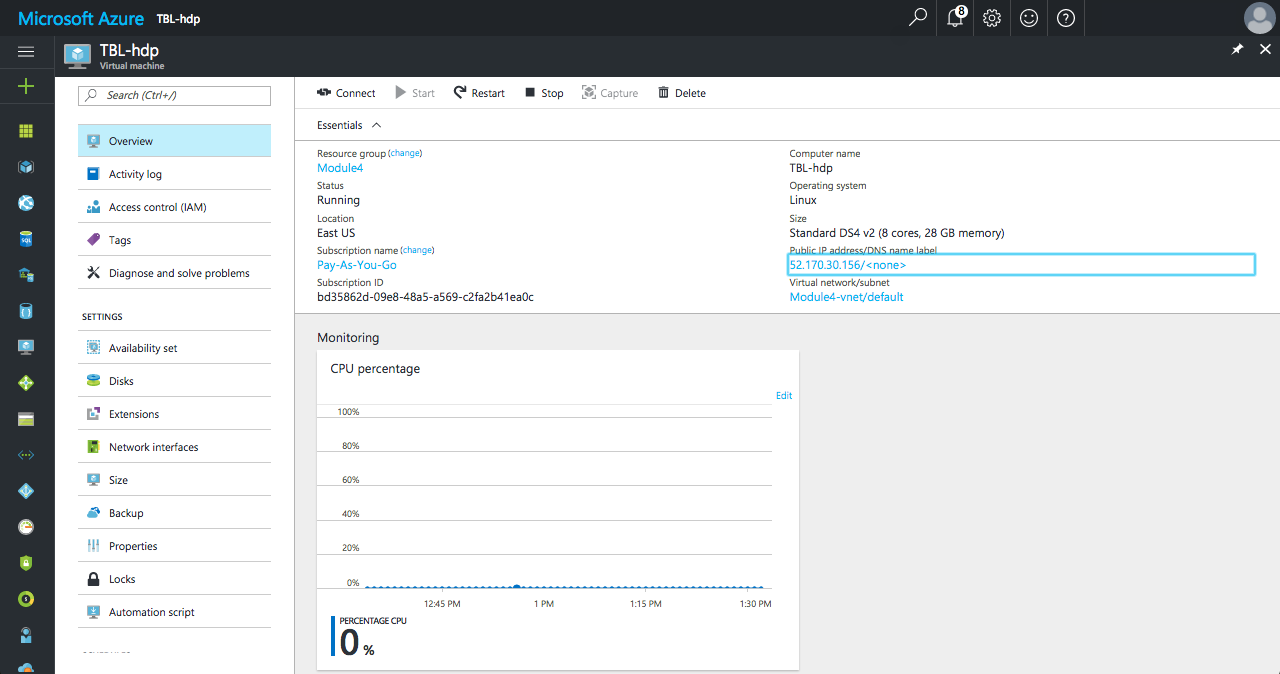 Microsoft Azure TBL-hdp
8
TBL-hdp
Virtual machine
Search (Ctrl+/)
Overview
Activity log
Access control (IAM)
Tags
Diagnose and solve problems
SETTINGS
Availability set
Disks
Extensions
Network interfaces
Size
Backup
Properties
Locks
Automation script
Connect Start Restart Stop Capture Delete
Essentials
Resource group (change)
Module4
Status
Running
Location
East US
Subscription name (change)
Pay-As-You-Go
Subscription ID
bd35862d-09e8-48a5-a569-c2fa2b41ea0c
Computer name
TBL-hdp
Operating system
Linux
Size
Standard DS4 v2 (8 cores, 28 GB memory)
Public IP address/DNS name label
52.170.30.156/<none>
Virtual network/subnet
Module4-vnet/default
Monitoring
CPU percentage
Edit
100%
80%
60%
40%
20%
0%
12:45 PM 1 PM 1:15 PM 1:30 PM
PERCENTAGE CPU
0 %